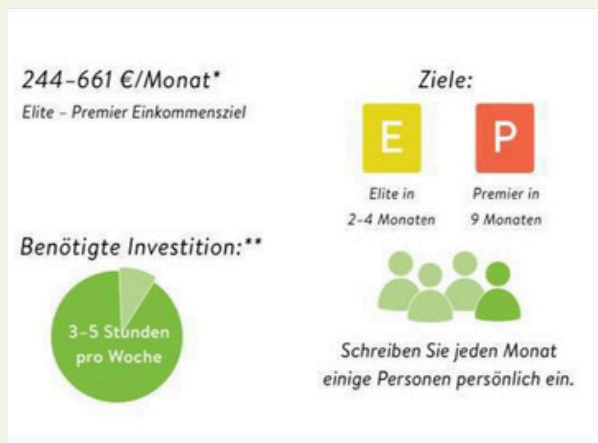 244–661 €/Monat*
Elite – Premier Einkommensziel
Ziele:
E
P
Elite in
2–4 Monaten
Premier in
9 Monaten
Benötigte Investition:**
3–5 Stunden
pro Woche
Schreiben Sie jeden Monat
einige Personen persönlich ein.